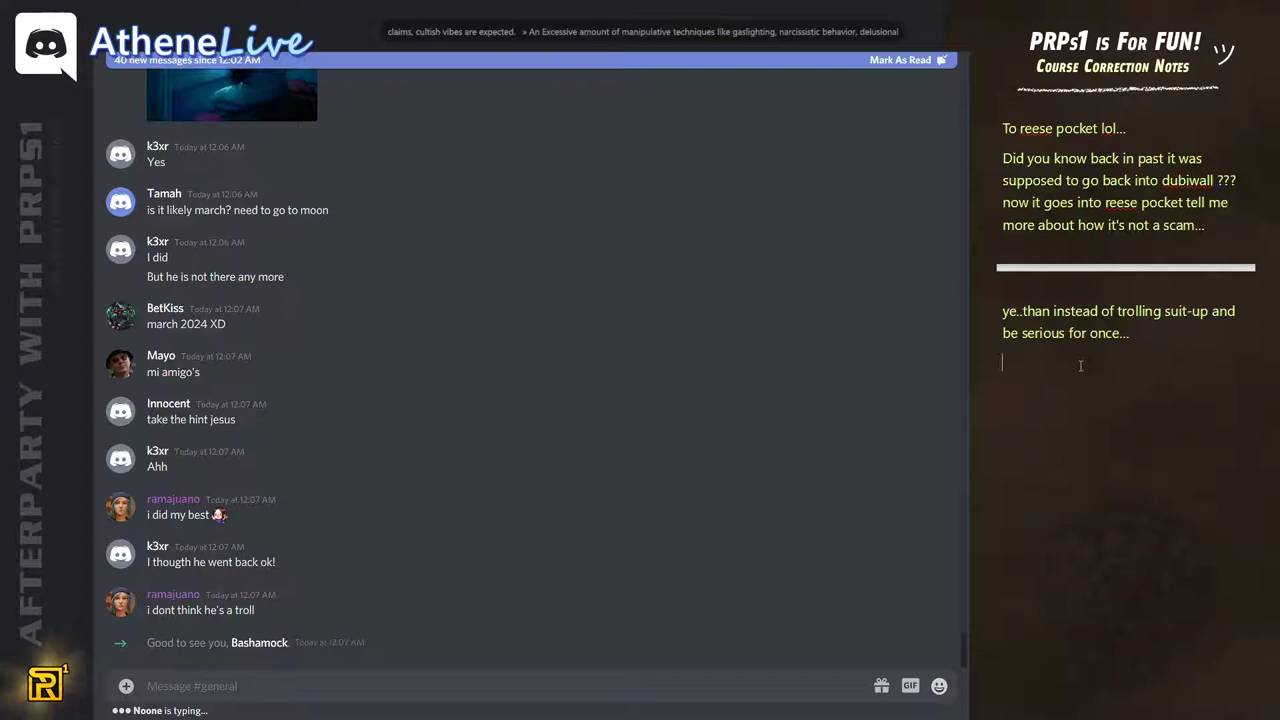 AtheneLive
claims, cultish vibes are expected. » An Excessive amount of manipulative techniques like gaslighting, narcissistic behavior, delusional
PRPs1 is For FUN!
Course Correction Notes
40 new messages since 12:02 AM
Mark As Read
AFTERPARTY WITH PRPS1
k3xr Today at 12:06 AM
Yes
Tamah Today at 12:06 AM
is it likely march? need to go to moon
k3xr Today at 12:06 AM
I did
But he is not there any more
BetKiss Today at 12:07 AM
march 2024 XD
Mayo Today at 12:07 AM
mi amigo's
Innocent Today at 12:07 AM
take the hint jesus
k3xr Today at 12:07 AM
Ahh
ramajuano Today at 12:07 AM
i did my best
k3xr Today at 12:07 AM
I thougth he went back ok!
ramajuano Today at 12:07 AM
i dont think he's a troll
Good to see you, Bashamock. Today at 12:07 AM
Message #general
GIF
Noone is typing...
To reese pocket lol...
Did you know back in past it was
supposed to go back into dubiwall ???
now it goes into reese pocket tell me
more about how it's not a scam...
ye..than instead of trolling suit-up and
be serious for once...
R1